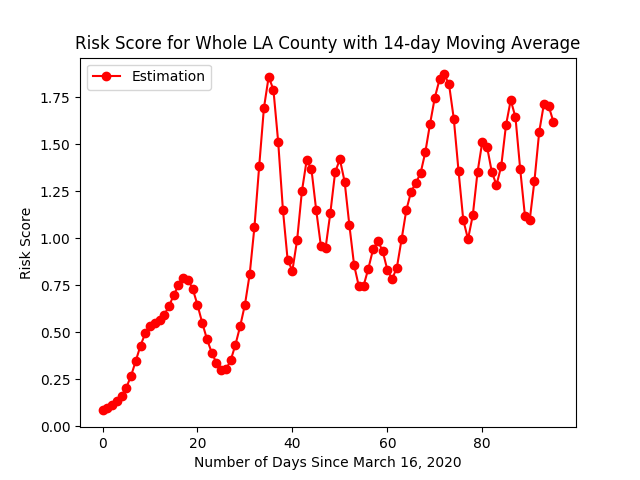 Risk Score for Whole LA County with 14-day Moving Average
Estimation
1.75
1.50
1.25
1.00
0.75
0.50
0.25
0.00
Risk Score
0 20 40 60 80
Number of Days Since March 16, 2020